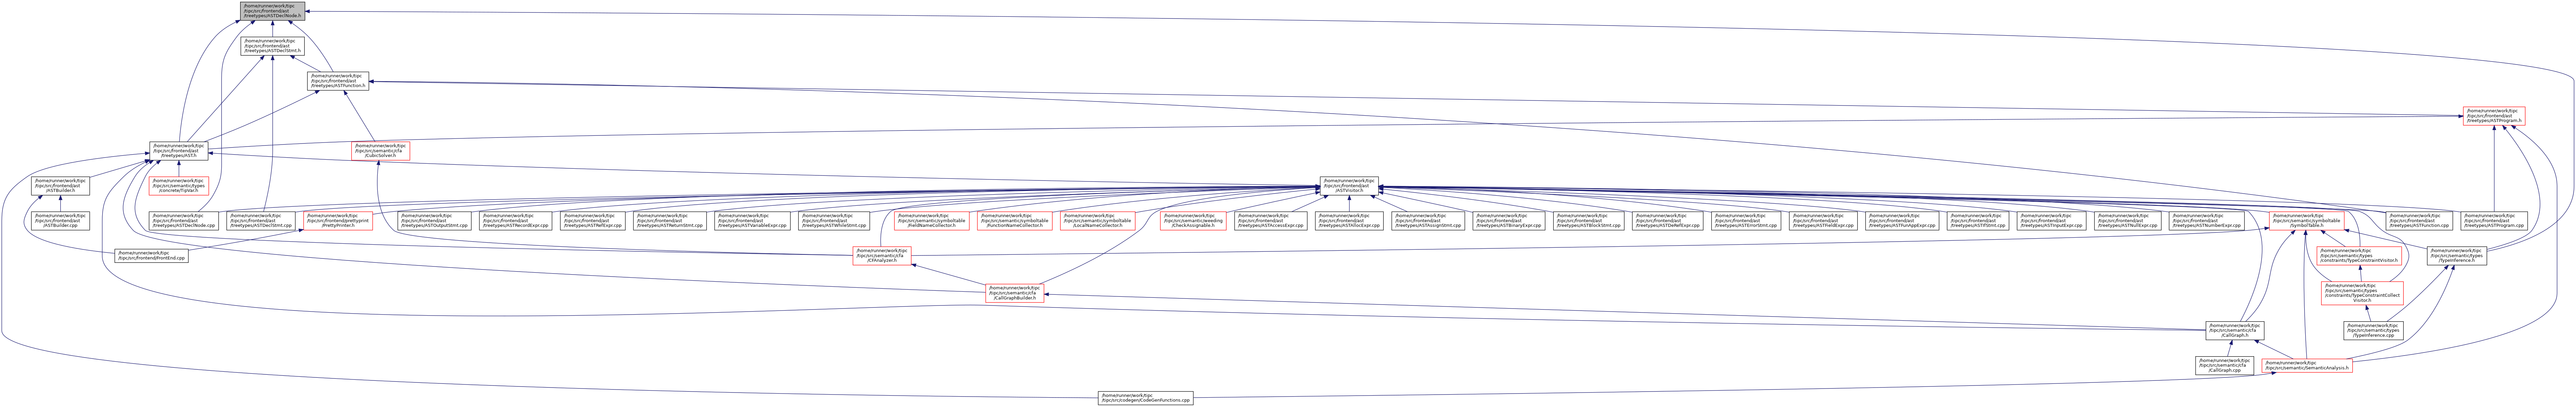 /home/runner/work/tipc
/tipc/src/frontend/ast
/treetypes/ASTDeclNode.h
/home/runner/work/tipc
/tipc/src/frontend/ast
/treetypes/ASTDeclStmt.h
/home/runner/work/tipc
/tipc/src/frontend/ast
/treetypes/ASTFunction.h
/home/runner/work/tipc
/tipc/src/frontend/ast
/treetypes/ASTProgram.h
/home/runner/work/tipc
/tipc/src/frontend/ast
/treetypes/AST.h
/home/runner/work/tipc
/tipc/src/semantic/cfa
/CubicSolver.h
/home/runner/work/tipc
/tipc/src/frontend/ast
/ASTBuilder.h
/home/runner/work/tipc
/tipc/src/semantic/types
/concrete/TipVar.h
/home/runner/work/tipc
/tipc/src/frontend/ast
/ASTVisitor.h
/home/runner/work/tipc
/tipc/src/frontend/ast
/ASTBuilder.cpp
/home/runner/work/tipc
/tipc/src/frontend/ast
/treetypes/ASTDeclNode.cpp
/home/runner/work/tipc
/tipc/src/frontend/ast
/treetypes/ASTDeclStmt.cpp
/home/runner/work/tipc
/tipc/src/frontend/prettyprint
/PrettyPrinter.h
/home/runner/work/tipc
/tipc/src/frontend/ast
/treetypes/ASTOutputStmt.cpp
/home/runner/work/tipc
/tipc/src/frontend/ast
/treetypes/ASTRecordExpr.cpp
/home/runner/work/tipc
/tipc/src/frontend/ast
/treetypes/ASTRefExpr.cpp
/home/runner/work/tipc
/tipc/src/frontend/ast
/treetypes/ASTReturnStmt.cpp
/home/runner/work/tipc
/tipc/src/frontend/ast
/treetypes/ASTVariableExpr.cpp
/home/runner/work/tipc
/tipc/src/frontend/ast
/treetypes/ASTWhileStmt.cpp
/home/runner/work/tipc
/tipc/src/semantic/symboltable
/FieldNameCollector.h
/home/runner/work/tipc
/tipc/src/semantic/symboltable
/FunctionNameCollector.h
/home/runner/work/tipc
/tipc/src/semantic/symboltable
/LocalNameCollector.h
/home/runner/work/tipc
/tipc/src/semantic/weeding
/CheckAssignable.h
/home/runner/work/tipc
/tipc/src/frontend/ast
/treetypes/ASTAccessExpr.cpp
/home/runner/work/tipc
/tipc/src/frontend/ast
/treetypes/ASTAllocExpr.cpp
/home/runner/work/tipc
/tipc/src/frontend/ast
/treetypes/ASTAssignStmt.cpp
/home/runner/work/tipc
/tipc/src/frontend/ast
/treetypes/ASTBinaryExpr.cpp
/home/runner/work/tipc
/tipc/src/frontend/ast
/treetypes/ASTBlockStmt.cpp
/home/runner/work/tipc
/tipc/src/frontend/ast
/treetypes/ASTDeRefExpr.cpp
/home/runner/work/tipc
/tipc/src/frontend/ast
/treetypes/ASTErrorStmt.cpp
/home/runner/work/tipc
/tipc/src/frontend/ast
/treetypes/ASTFieldExpr.cpp
/home/runner/work/tipc
/tipc/src/frontend/ast
/treetypes/ASTFunAppExpr.cpp
/home/runner/work/tipc
/tipc/src/frontend/ast
/treetypes/ASTIfStmt.cpp
/home/runner/work/tipc
/tipc/src/frontend/ast
/treetypes/ASTInputExpr.cpp
/home/runner/work/tipc
/tipc/src/frontend/ast
/treetypes/ASTNullExpr.cpp
/home/runner/work/tipc
/tipc/src/frontend/ast
/treetypes/ASTNumberExpr.cpp
/home/runner/work/tipc
/tipc/src/semantic/symboltable
/SymbolTable.h
/home/runner/work/tipc
/tipc/src/frontend/ast
/treetypes/ASTFunction.cpp
/home/runner/work/tipc
/tipc/src/frontend/ast
/treetypes/ASTProgram.cpp
/home/runner/work/tipc
/tipc/src/frontend/FrontEnd.cpp
/home/runner/work/tipc
/tipc/src/semantic/cfa
/CFAnalyzer.h
/home/runner/work/tipc
/tipc/src/semantic/types
/constraints/TypeConstraintVisitor.h
/home/runner/work/tipc
/tipc/src/semantic/types
/TypeInference.h
/home/runner/work/tipc
/tipc/src/semantic/cfa
/CallGraphBuilder.h
/home/runner/work/tipc
/tipc/src/semantic/types
/constraints/TypeConstraintCollect
Visitor.h
/home/runner/work/tipc
/tipc/src/semantic/cfa
/CallGraph.h
/home/runner/work/tipc
/tipc/src/semantic/types
/TypeInference.cpp
/home/runner/work/tipc
/tipc/src/semantic/cfa
/CallGraph.cpp
/home/runner/work/tipc
/tipc/src/semantic/SemanticAnalysis.h
/home/runner/work/tipc
/tipc/src/codegen/CodeGenFunctions.cpp